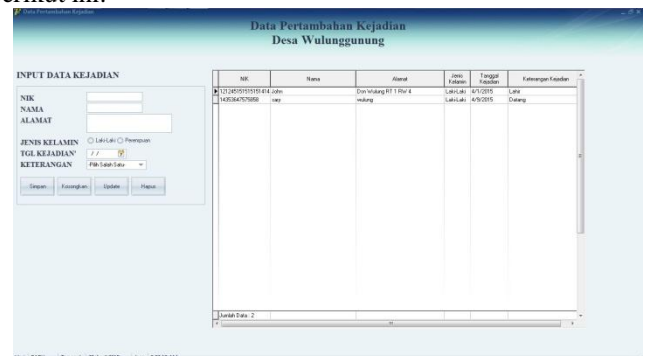 erikut ini:
Data Pertambahan Kejadian
Data Pertambahan Kejadian
Desa Wulunggunung
INPUT DATA KEJADIAN
NIK
NAMA
ALAMAT
JENIS KELAMIN Laki-Laki Perempuan
TGL KEJADIAN' / /
KETERANGAN -Pilih Salah Satu
Simpan Kosongkan Update Hapus
NIK Nama Alamat Jenis Kelamin Tanggal Kejadian Keterangan Kejadian
John Dsn Wulung RT 1 RW 4 Laki-Laki 4/1/2015 Lahir
14353647575858 sary wulung Laki-Laki 4/9/2015 Datang
Jumlah Data : 2